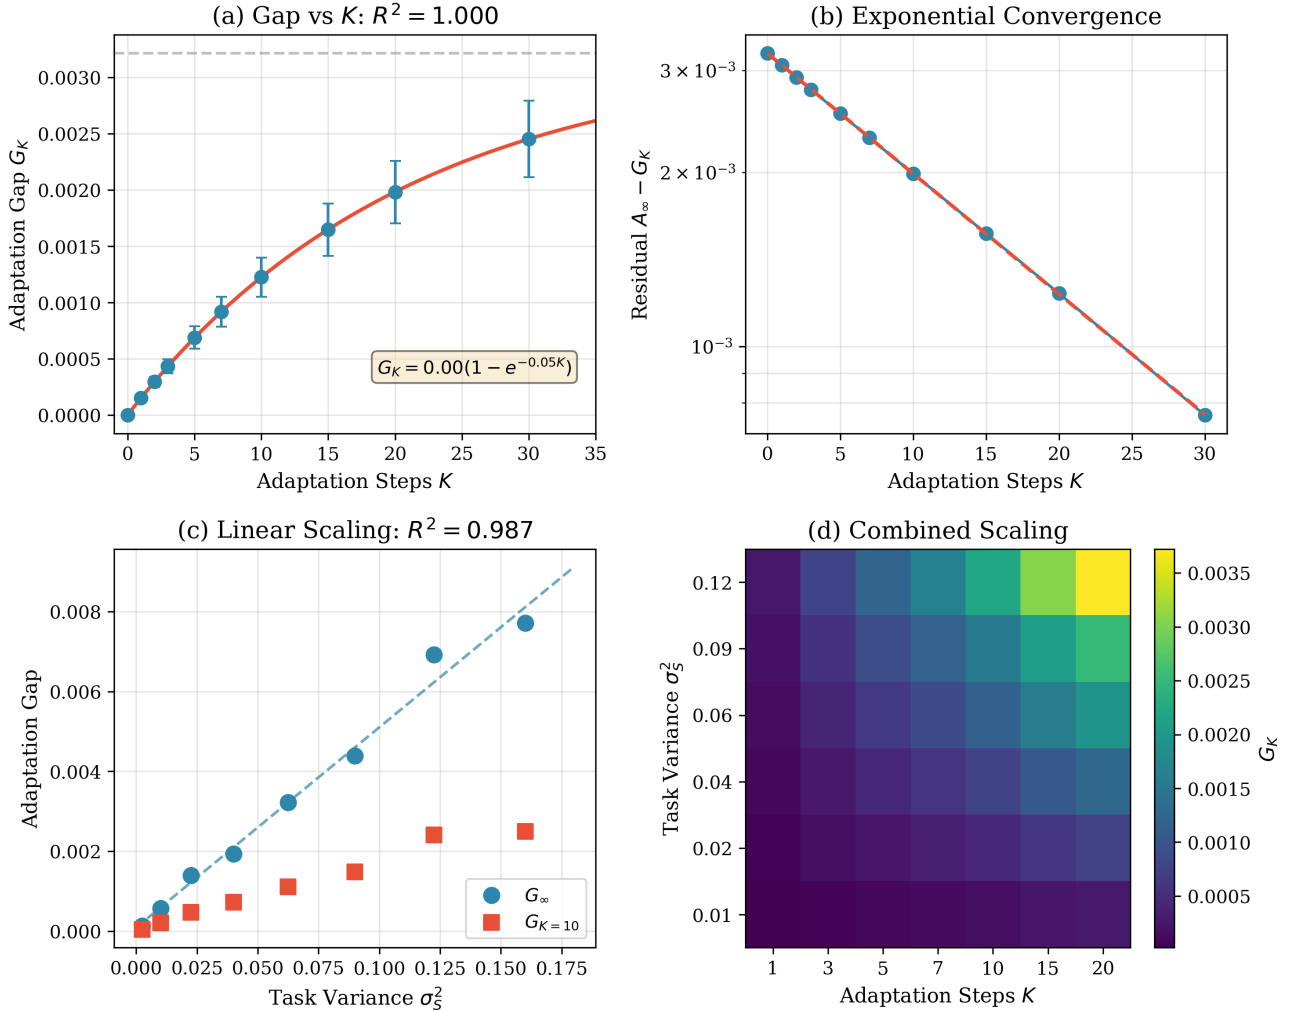 (a) Gap vs K: R² = 1.000
Adaptation Gap G_K
0.0030
0.0025
0.0020
0.0015
0.0010
0.0005
0.0000
G_K = 0.00(1 − e^{−0.05K})
0 5 10 15 20 25 30 35
Adaptation Steps K
(b) Exponential Convergence
Residual A_∞ − G_K
3 × 10⁻³
2 × 10⁻³
10⁻³
0 5 10 15 20 25 30
Adaptation Steps K
(c) Linear Scaling: R² = 0.987
Adaptation Gap
0.008
0.006
0.004
0.002
0.000
G_∞
G_{K=10}
0.000 0.025 0.050 0.075 0.100 0.125 0.150 0.175
Task Variance σ_S²
(d) Combined Scaling
Task Variance σ_S²
0.12
0.09
0.06
0.04
0.02
0.01
1 3 5 7 10 15 20
Adaptation Steps K
0.0035
0.0030
0.0025
0.0020
0.0015
0.0010
0.0005
G_K